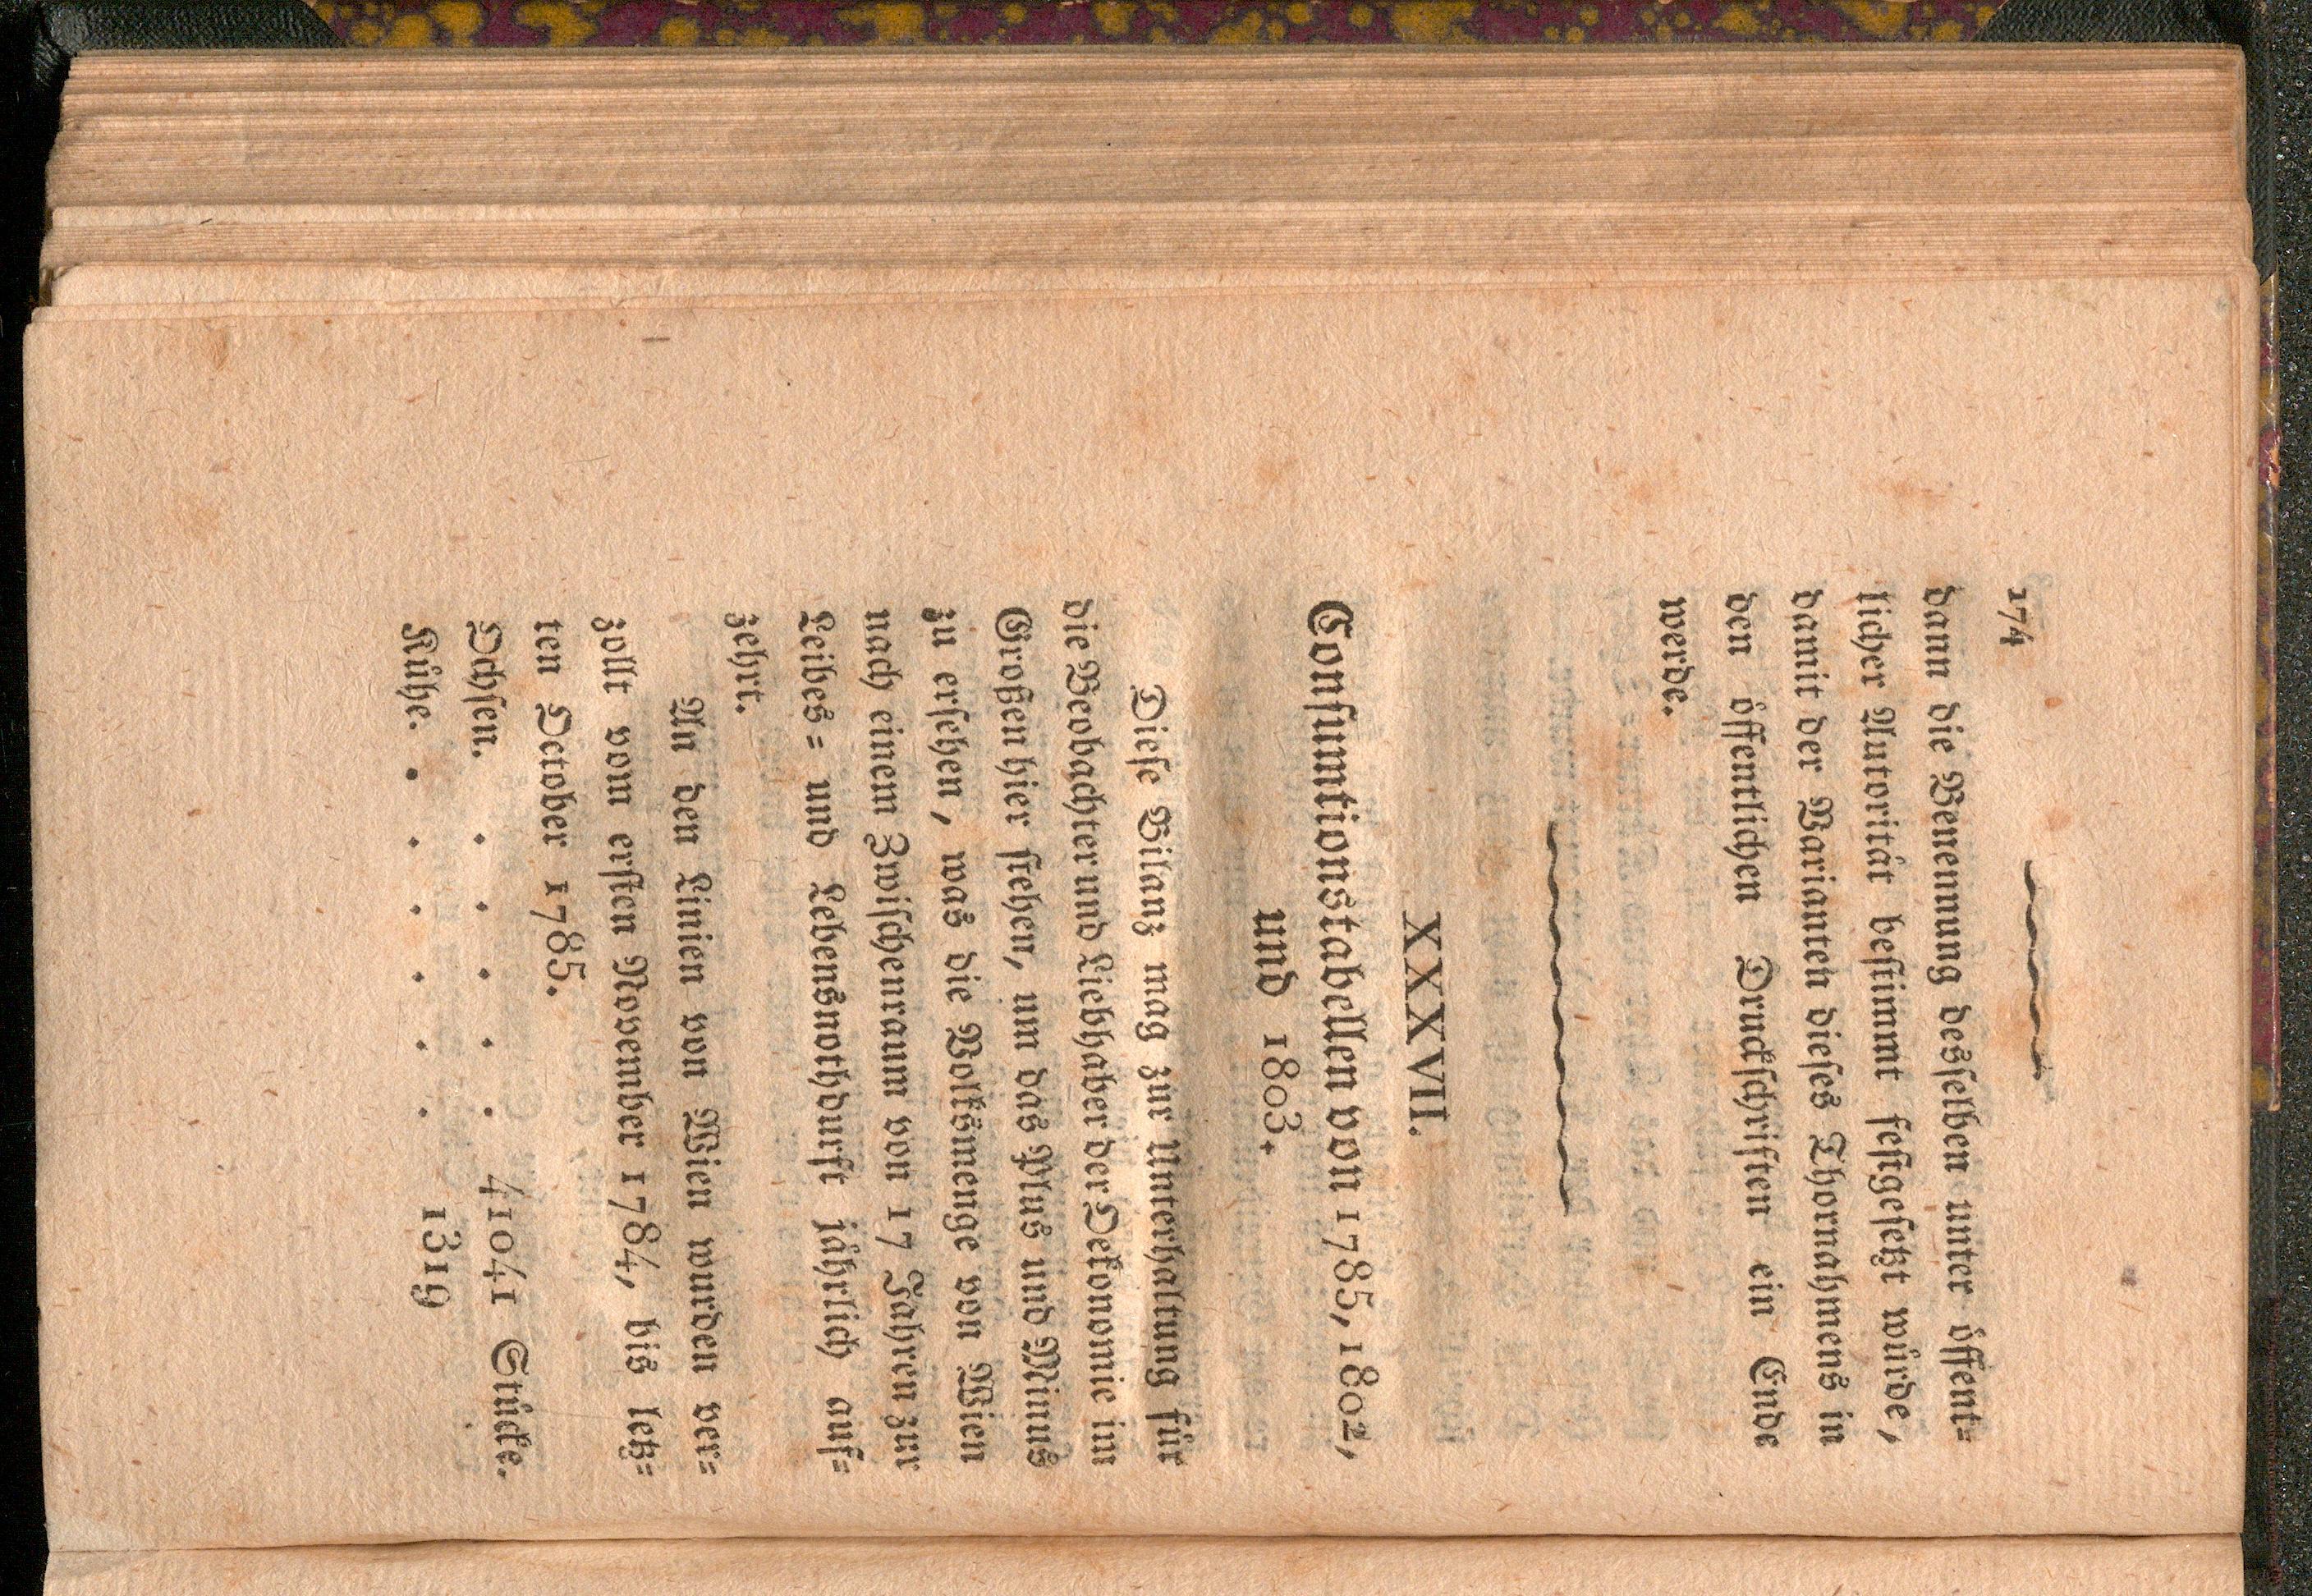 174
dann die Benennung desselben unter öffent=
licher Autorität bestimmt festgesetzt würde,
damit der Varianten dieses Thornahmens in
den öffentlichen Druckschriften ein Ende
werde.
XXXVII.
Consumtionstabellen von 1785, 1802,
und 1803.
Diese Bilanz mag zur Unterhaltung für
die Beobachter und Liebhaber der Oekonomie im
Großen hier stehen, um das Plus und Minus
zu ersehen, was die Volksmenge von Wien
nach einem Zwischenraum von 17 Jahren zur
Leibes= und Lebensnothdurft jährlich auf=
zehrt.
An den Linien von Wien wurden ver=
zollt vom ersten November 1784, bis letz=
ten October 1785.
Ochsen. . . . . . 41041 Stücke.
Kühe. . . . . . . 1319